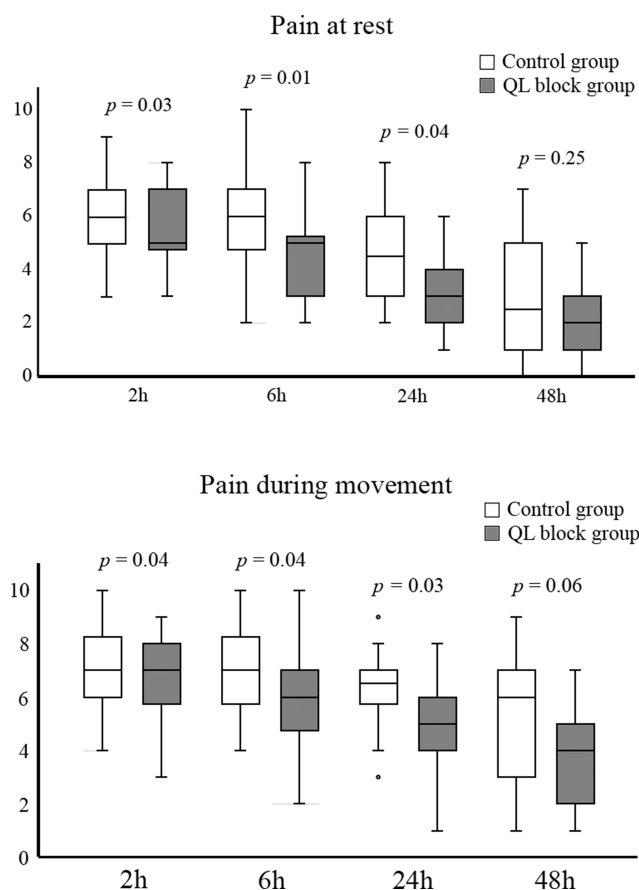 Pain at rest
Control group
QL block group
p = 0.03
p = 0.01
p = 0.04
p = 0.25
10
8
6
4
2
0
2h
6h
24h
48h
Pain during movement
Control group
QL block group
p = 0.04
p = 0.04
p = 0.03
p = 0.06
10
8
6
4
2
0
2h
6h
24h
48h